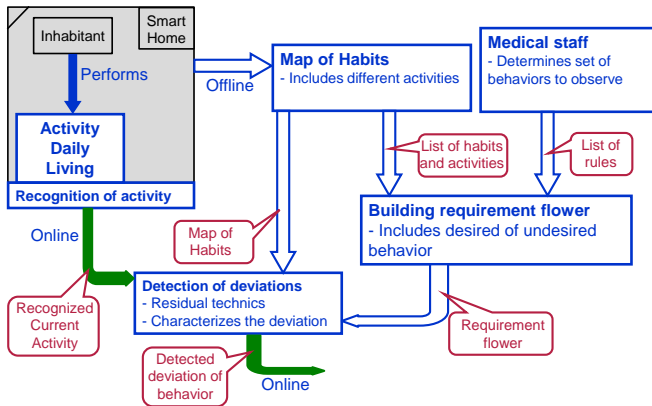 Inhabitant
Smart
Home
Performs
Activity
Daily
Living
Recognition of activity
Offline
Map of Habits
- Includes different activities
Medical staff
- Determines set of
behaviors to observe
List of habits
and activities
List of
rules
Building requirement flower
- Includes desired of undesired
behavior
Online
Map of
Habits
Recognized
Current
Activity
Detection of deviations
- Residual technics
- Characterizes the deviation
Requirement
flower
Detected
deviation of
behavior
Online